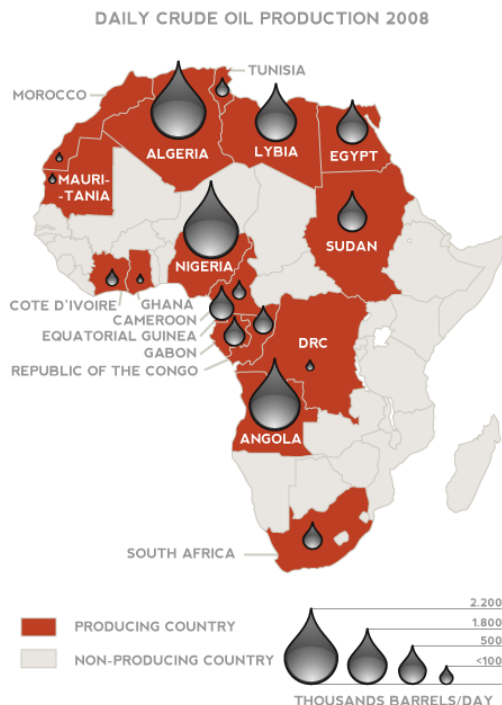 DAILY CRUDE OIL PRODUCTION 2008
TUNISIA
MOROCCO
ALGERIA
LYBIA
EGYPT
MAURI-
-TANIA
SUDAN
NIGERIA
COTE D'IVOIRE
GHANA
CAMEROON
EQUATORIAL GUINEA
GABON
REPUBLIC OF THE CONGO
DRC
ANGOLA
SOUTH AFRICA
PRODUCING COUNTRY
NON-PRODUCING COUNTRY
2.200
1.800
500
<100
THOUSANDS BARRELS/DAY